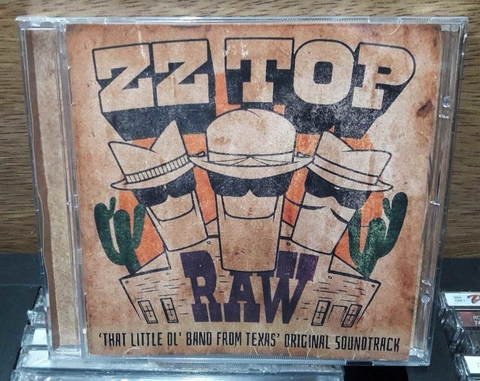 ZZ TOP
RAW
'THAT LITTLE OL' BAND FROM TEXAS' ORIGINAL SOUNDTRACK